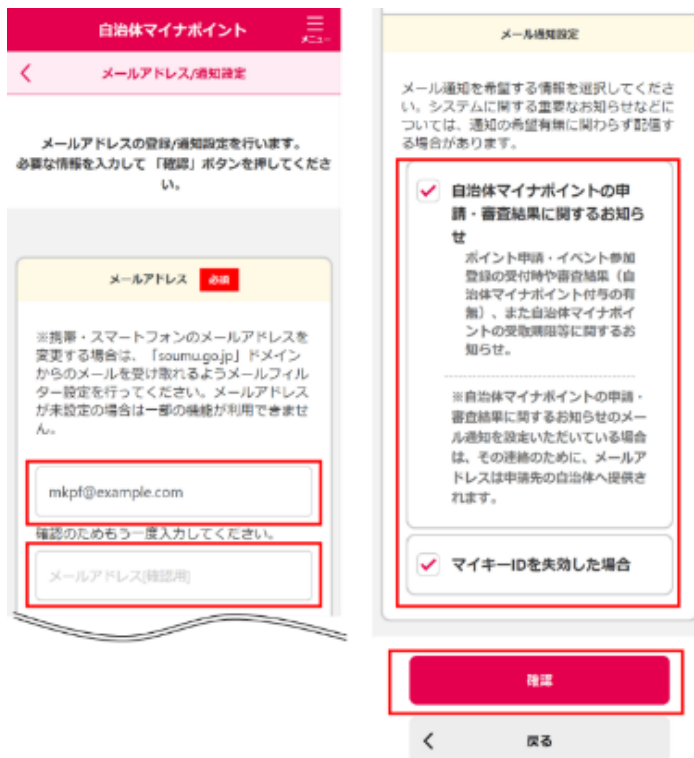 自治体マイナポイント
メニュー
メールアドレス/通知設定
メールアドレスの登録/通知設定を行います。
必要な情報を入力して「確認」ボタンを押してくださ
い。
メールアドレス 必須
※携帯・スマートフォンのメールアドレスを
変更する場合は、「soumu.go.jp」ドメイン
からのメールを受け取れるようメールフィル
ター設定を行ってください。メールアドレス
が未設定の場合は一部の機能が利用できませ
ん。
mkpf@example.com
確認のためもう一度入力してください。
メールアドレス[確認用]
メール通知設定
メール通知を希望する情報を選択してくださ
い。システムに関する重要なお知らせなどに
ついては、通知の希望有無に関わらず配信す
る場合があります。
自治体マイナポイントの申
請・審査結果に関するお知ら
せ
ポイント申請・イベント参加
登録の受付時や審査結果（自
治体マイナポイント付与の有
無）、また自治体マイナポイ
ントの受取期限等に関するお
知らせ。
※自治体マイナポイントの申請・
審査結果に関するお知らせのメー
ル通知を設定いただいている場合
は、その連絡のために、メールア
ドレスは申請先の自治体へ提供さ
れます。
マイキーIDを失効した場合
確認
戻る